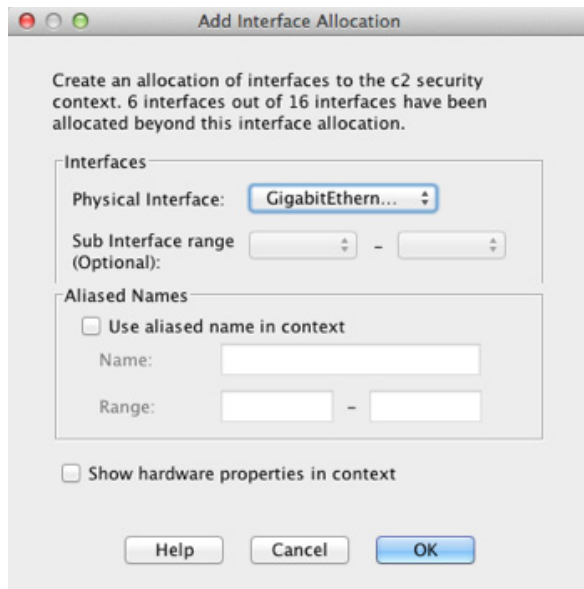 Add Interface Allocation
Create an allocation of interfaces to the c2 security
context. 6 interfaces out of 16 interfaces have been
allocated beyond this interface allocation.
Interfaces
Physical Interface: GigabitEthern...
Sub Interface range
(Optional): -
Aliased Names
Use aliased name in context
Name:
Range: -
Show hardware properties in context
Help Cancel OK